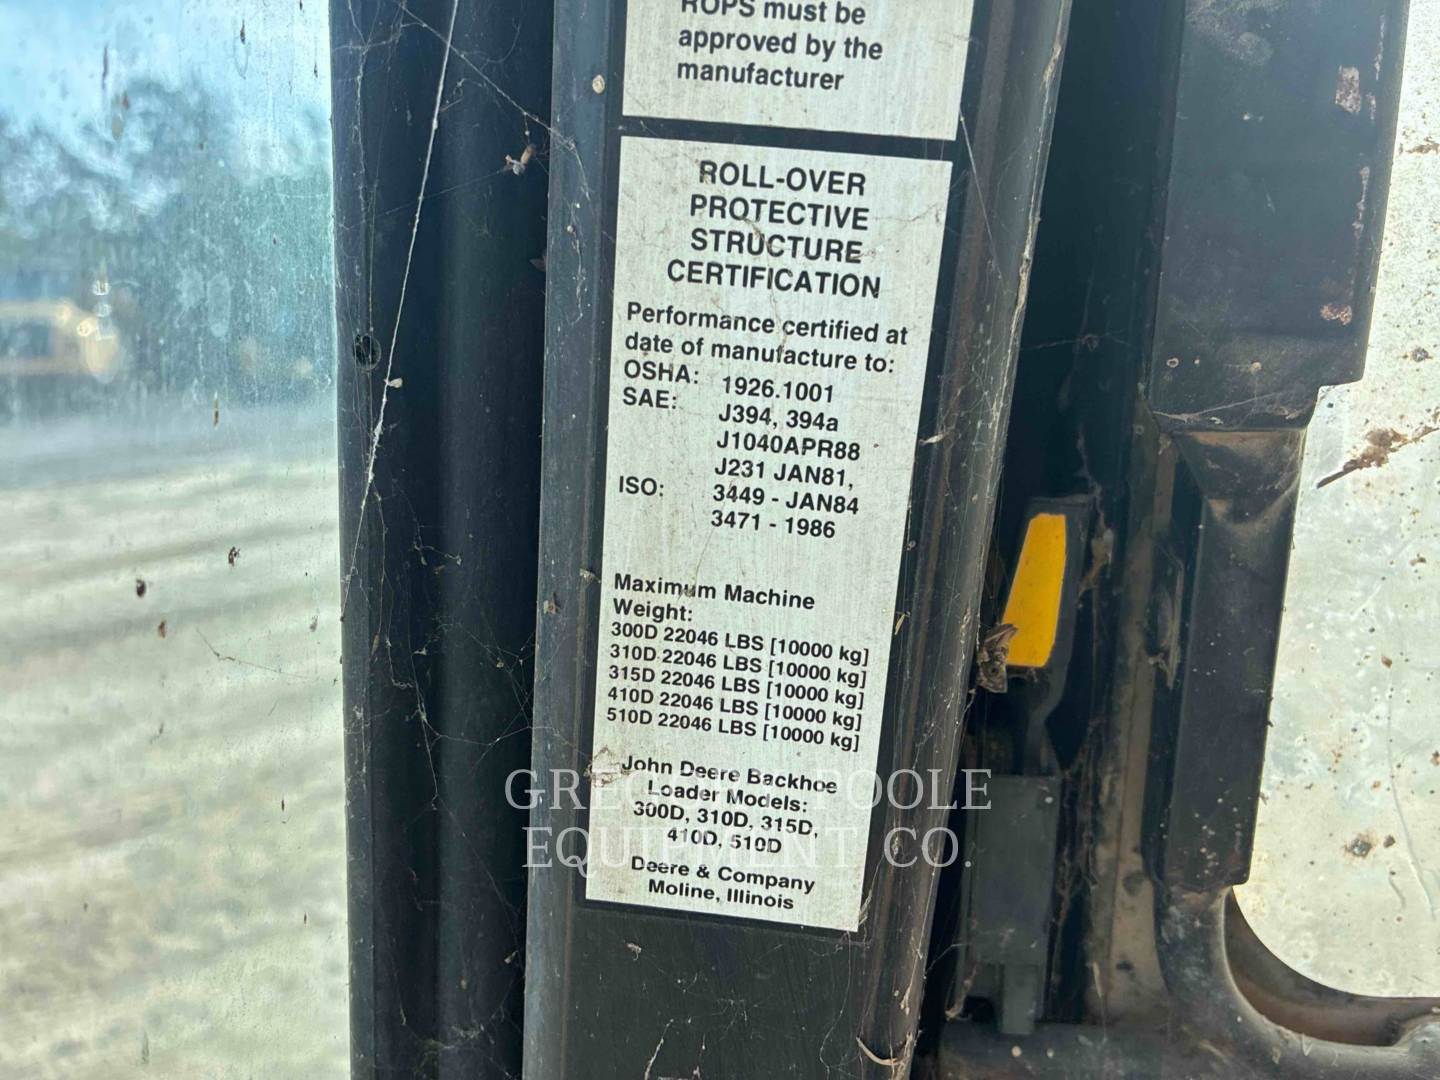 ROPS must be
approved by the
manufacturer
ROLL-OVER
PROTECTIVE
STRUCTURE
CERTIFICATION
Performance certified at
date of manufacture to:
OSHA: 1926.1001
SAE: J394, 394a
J1040APR88
J231 JAN81,
ISO: 3449 - JAN84
3471 - 1986
Maximum Machine
Weight:
300D 22046 LBS [10000 kg]
310D 22046 LBS [10000 kg]
315D 22046 LBS [10000 kg]
410D 22046 LBS [10000 kg]
510D 22046 LBS [10000 kg]
John Deere Backhoe
Loader Models:
300D, 310D, 315D,
410D, 510D
Deere & Company
Moline, Illinois
GREGORY POOLE
EQUIPMENT CO.